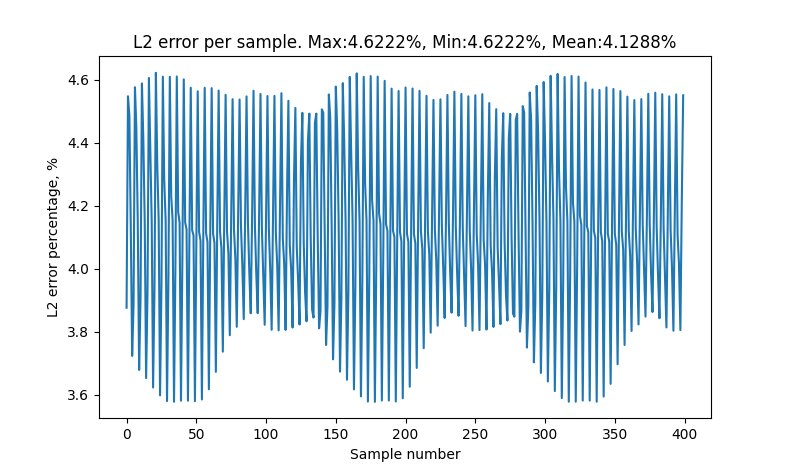 L2 error per sample. Max:4.6222%, Min:4.6222%, Mean:4.1288%
L2 error percentage, %
4.6
4.4
4.2
4.0
3.8
3.6
0 50 100 150 200 250 300 350 400
Sample number